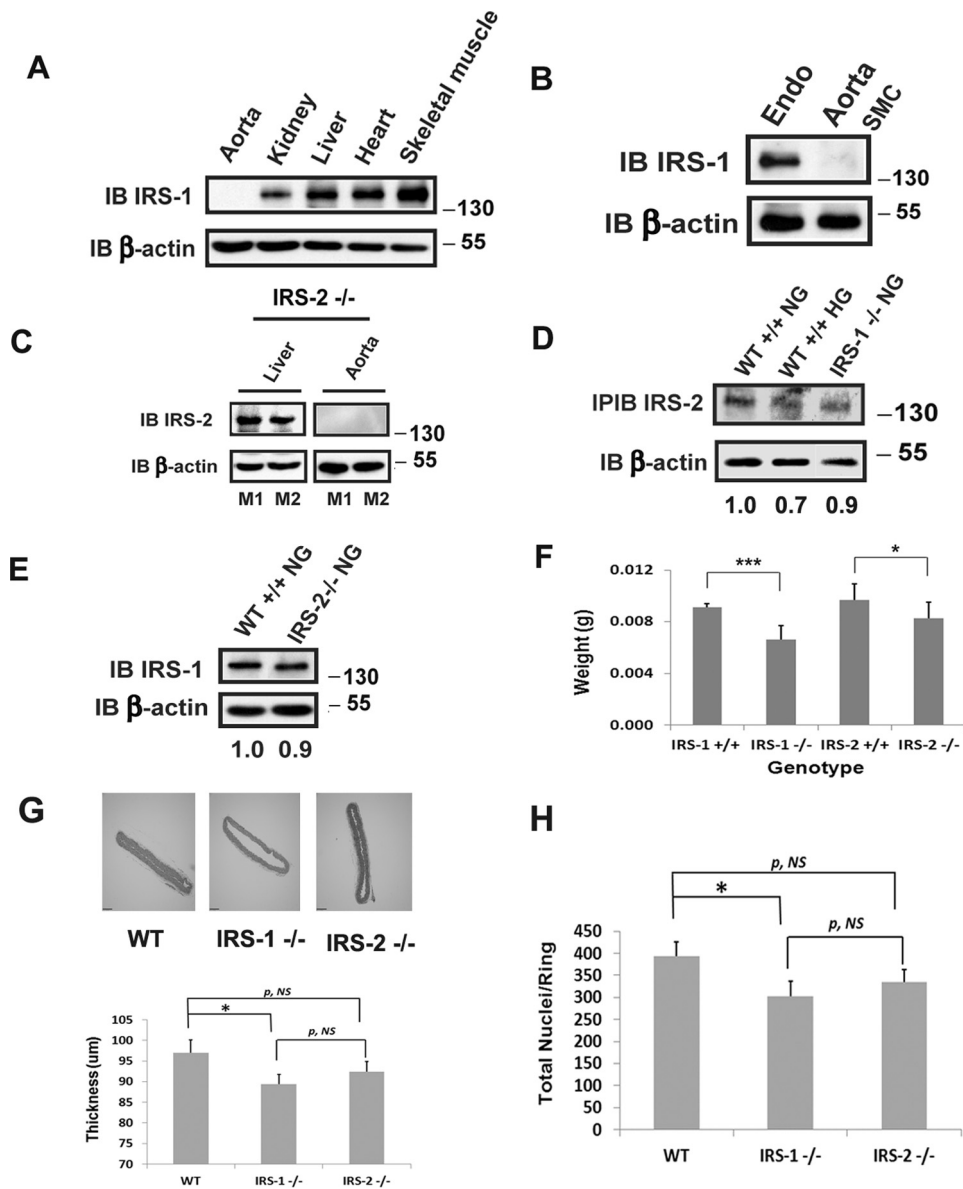 A
Aorta
Kidney
Liver
Heart
Skeletal muscle
IB IRS-1
–130
IB β-actin
– 55
B
Endo
Aorta
SMC
IB IRS-1
–130
IB β-actin
– 55
C
IRS-2 -/-
Liver
Aorta
IB IRS-2
–130
IB β-actin
– 55
M1 M2 M1 M2
D
WT +/+ NG
WT +/+ HG
IRS-1 -/- NG
IPIB IRS-2
–130
IB β-actin
– 55
1.0 0.7 0.9
E
WT +/+ NG
IRS-2-/- NG
IB IRS-1
–130
IB β-actin
– 55
1.0 0.9
F
0.012
0.008
0.004
0.000
Weight (g)
***
*
IRS-1 +/+ IRS-1 -/- IRS-2 +/+ IRS-2 -/-
Genotype
G
WT IRS-1 -/- IRS-2 -/-
p, NS
*
p, NS
105
100
95
90
85
80
75
70
Thickness (um)
WT IRS-1 -/- IRS-2 -/-
H
p, NS
*
p, NS
450
400
350
300
250
200
150
100
50
0
Total Nuclei/Ring
WT IRS-1 -/- IRS-2 -/-